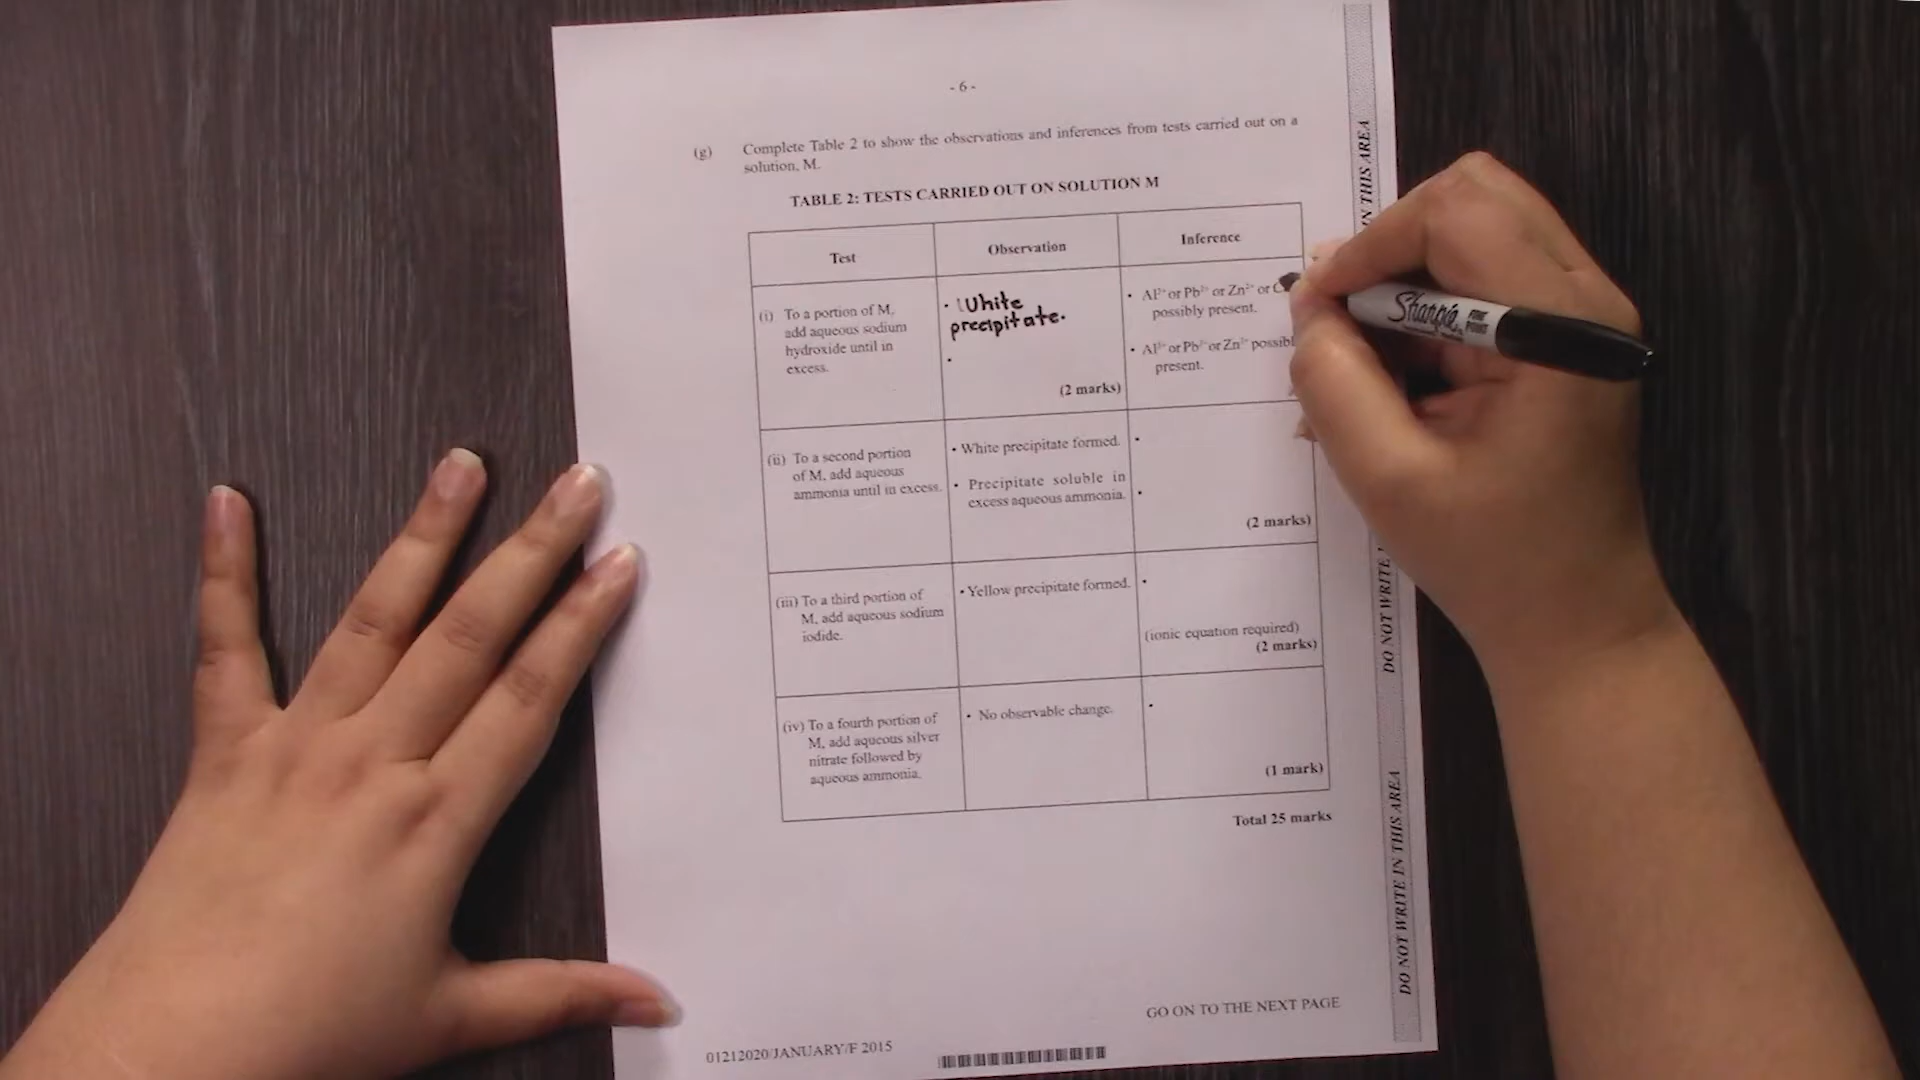 - 6 -
(g) Complete Table 2 to show the observations and inferences from tests carried out on a
solution, M.
TABLE 2: TESTS CARRIED OUT ON SOLUTION M
Test
Observation
Inference
(i) To a portion of M,
add aqueous sodium
hydroxide until in
excess.
• White
precipitate.
•
(2 marks)
• Al³⁺ or Pb²⁺ or Zn²⁺ or
possibly present.
• Al³⁺ or Pb²⁺ or Zn²⁺
present.
(ii) To a second portion
of M, add aqueous
ammonia until in excess.
• White precipitate formed.
• Precipitate soluble in
excess aqueous ammonia.
•
•
(2 marks)
(iii) To a third portion of
M, add aqueous sodium
iodide.
• Yellow precipitate formed.
•
(ionic equation required)
(2 marks)
(iv) To a fourth portion of
M, add aqueous silver
nitrate followed by
aqueous ammonia.
• No observable change.
•
(1 mark)
Total 25 marks
GO ON TO THE NEXT PAGE
01212020/JANUARY/F 2015
IN THIS AREA
DO NOT WRITE
DO NOT WRITE IN THIS AREA
Sharpie
FINE
POINT